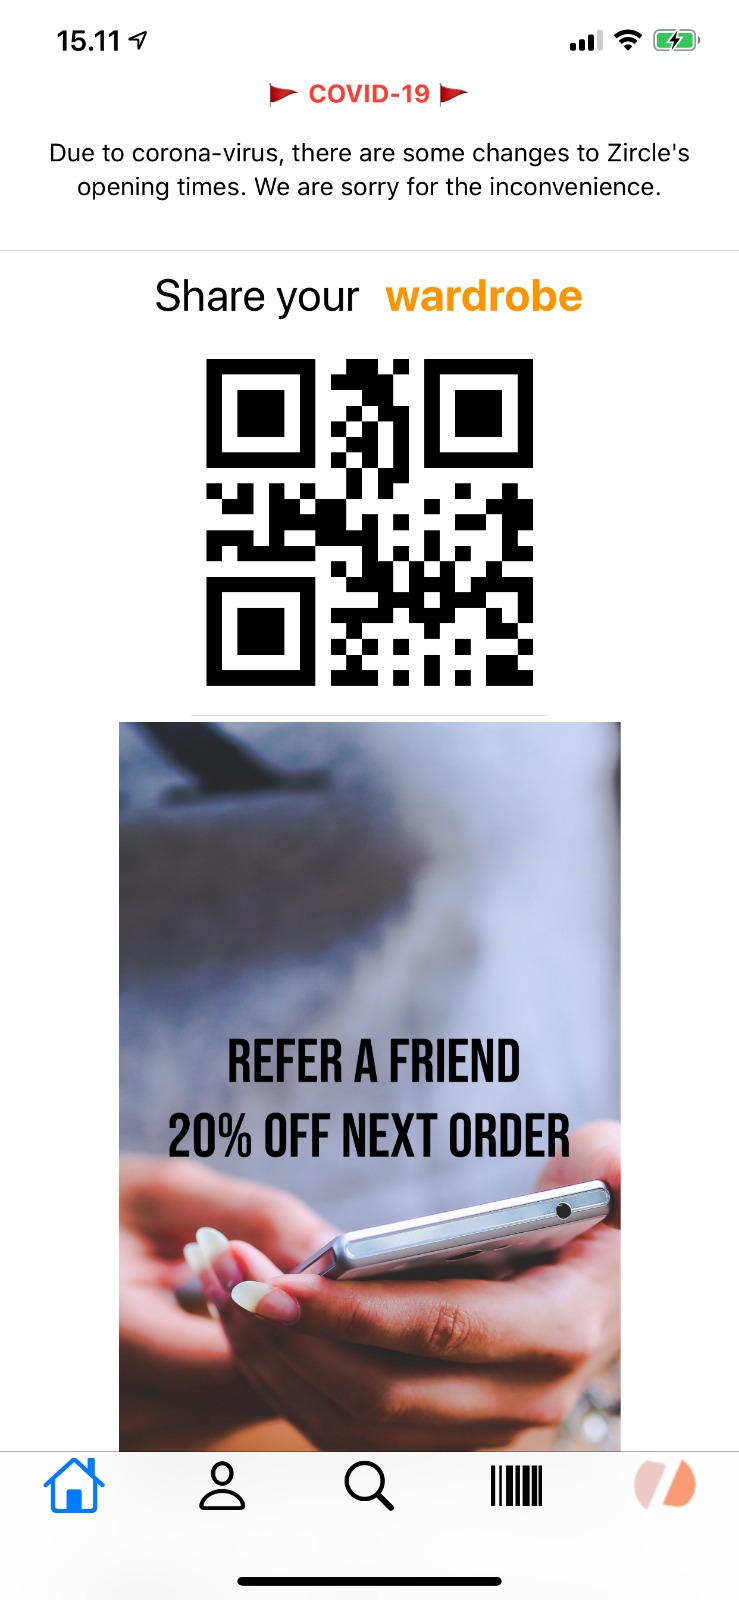 15.11
COVID-19
Due to corona-virus, there are some changes to Zircle's
opening times. We are sorry for the inconvenience.
Share your wardrobe
REFER A FRIEND
20% OFF NEXT ORDER